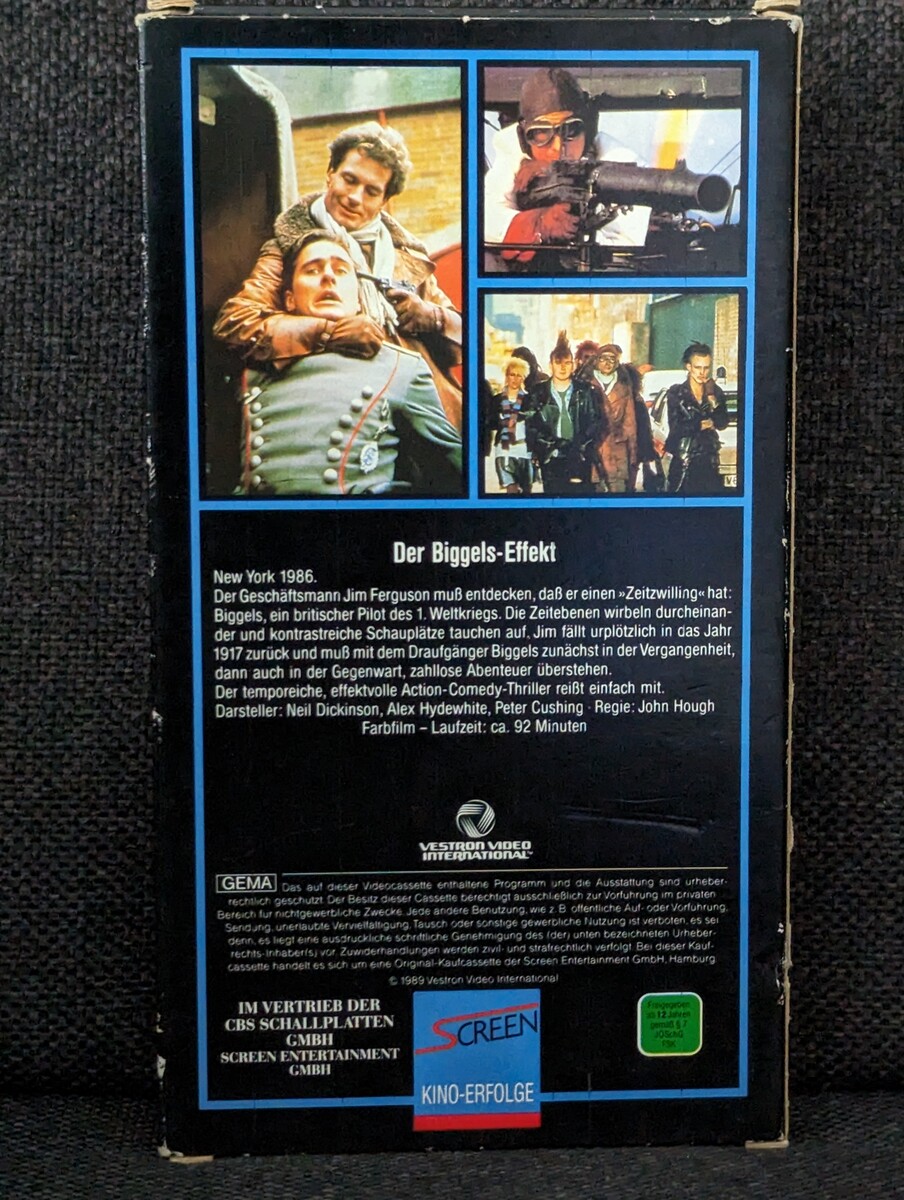 Der Biggels-Effekt
New York 1986.
Der Geschäftsmann Jim Ferguson muß entdecken, daß er einen »Zeitzwilling« hat:
Biggels, ein britischer Pilot des 1. Weltkriegs. Die Zeitebenen wirbeln durcheinan-
der und kontrastreiche Schauplätze tauchen auf. Jim fällt urplötzlich in das Jahr
1917 zurück und muß mit dem Draufgänger Biggels zunächst in der Vergangenheit,
dann auch in der Gegenwart, zahllose Abenteuer überstehen.
Der temporeiche, effektvolle Action-Comedy-Thriller reißt einfach mit.
Darsteller: Neil Dickinson, Alex Hydewhite, Peter Cushing · Regie: John Hough
Farbfilm – Laufzeit: ca. 92 Minuten
VESTRON VIDEO
INTERNATIONAL™
GEMA Das auf dieser Videocassette enthaltene Programm und die Ausstattung sind urheber-
rechtlich geschützt. Der Besitz dieser Cassette berechtigt ausschließlich zur Vorführung im privaten
Bereich für nichtgewerbliche Zwecke. Jede andere Benutzung, wie z.B. öffentliche Auf- oder Vorführung,
Sendung, unerlaubte Vervielfältigung, Tausch oder sonstige gewerbliche Nutzung ist verboten, es sei
denn, es liegt eine ausdrückliche schriftliche Genehmigung des (der) unten bezeichneten Urheber-
rechts-Inhaber(s) vor. Zuwiderhandlungen werden zivil- und strafrechtlich verfolgt. Bei dieser Kauf-
cassette handelt es sich um eine Original-Kaufcassette der Screen Entertainment GmbH, Hamburg.
© 1989 Vestron Video International
IM VERTRIEB DER
CBS SCHALLPLATTEN
GMBH
SCREEN ENTERTAINMENT
GMBH
SCREEN
KINO-ERFOLGE
Freigegeben
ab 12 Jahren
gemäß § 7
JÖSchG
FSK